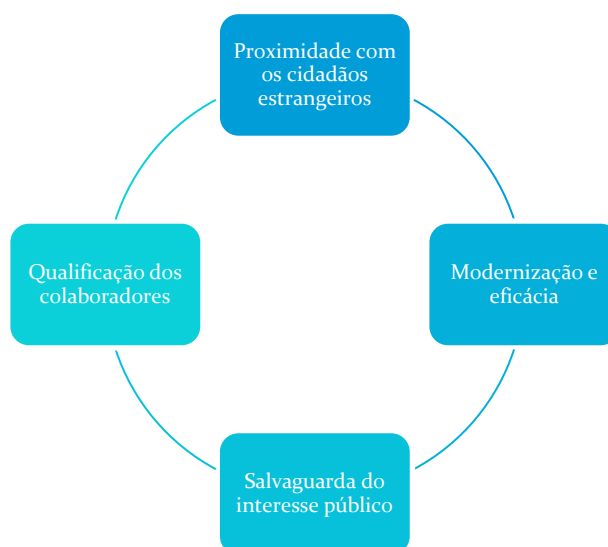 Proximidade com
os cidadãos
estrangeiros
Modernização e
eficácia
Salvaguarda do
interesse público
Qualificação dos
colaboradores